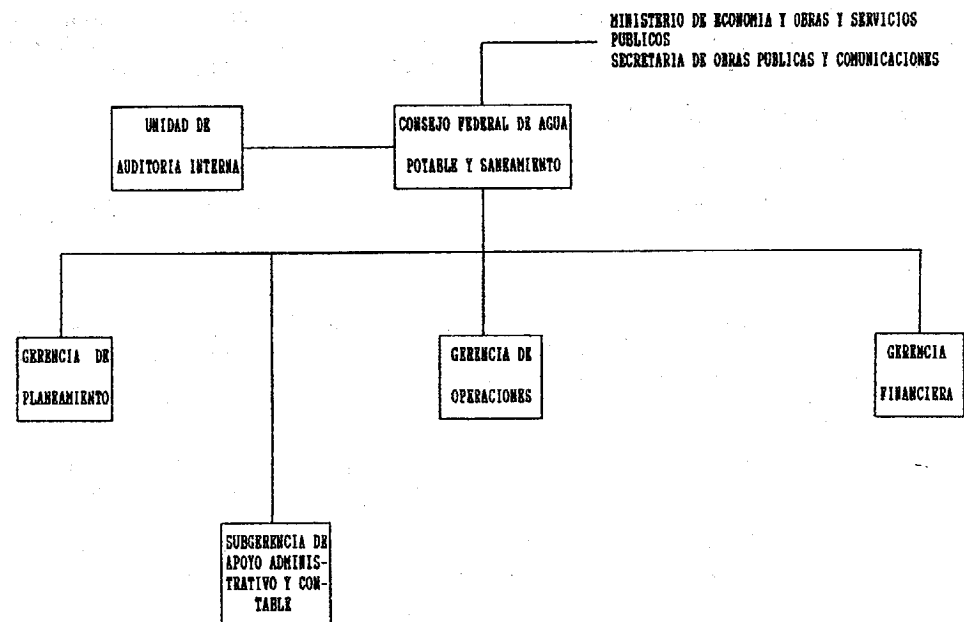 MINISTERIO DE ECONOMIA Y OBRAS Y SERVICIOS
PUBLICOS
SECRETARIA DE OBRAS PUBLICAS Y COMUNICACIONES
UNIDAD DE
AUDITORIA INTERNA
CONSEJO FEDERAL DE AGUA
POTABLE Y SANEAMIENTO
GERENCIA DE
PLANEAMIENTO
GERENCIA DE
OPERACIONES
GERENCIA
FINANCIERA
SUBGERENCIA DE
APOYO ADMINIS-
TRATIVO Y CON-
TABLE